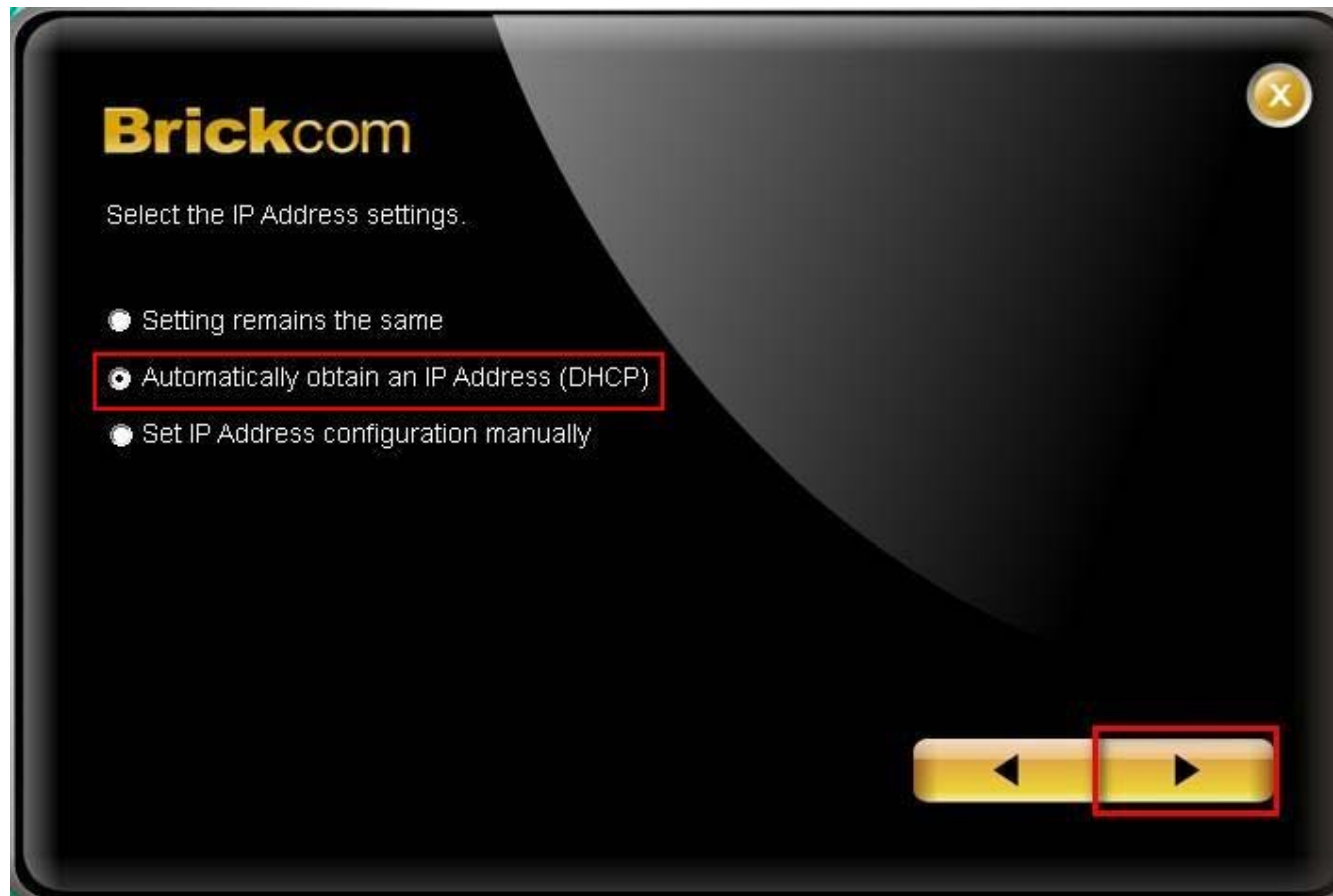 Brickcom
Select the IP Address settings.
Setting remains the same
Automatically obtain an IP Address (DHCP)
Set IP Address configuration manually
X